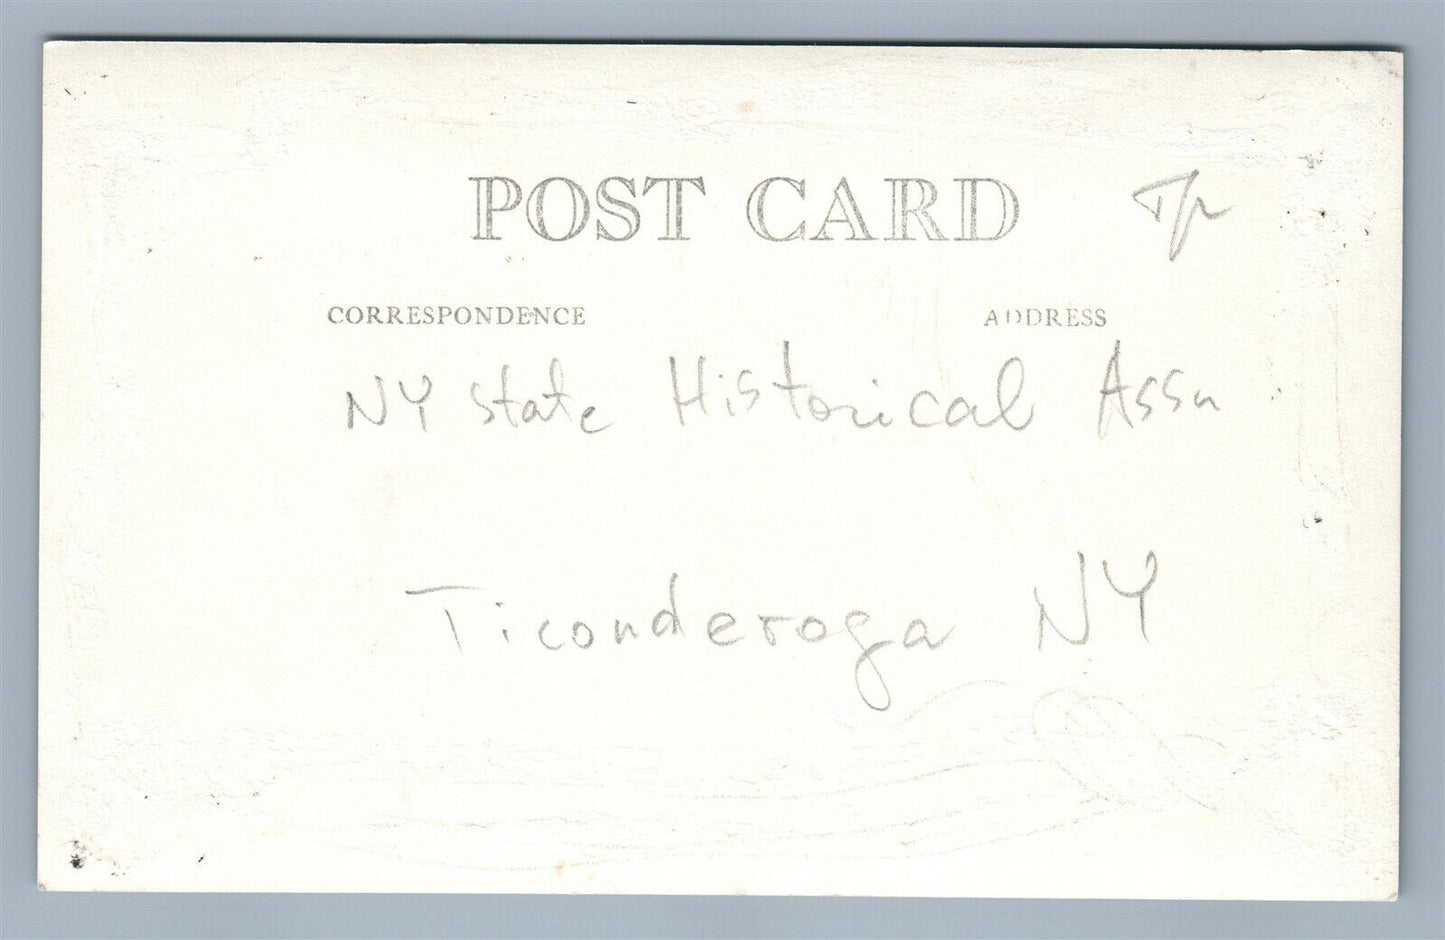 POST CARD
CORRESPONDENCE ADDRESS
NY State Historical Assn
Ticonderoga NY